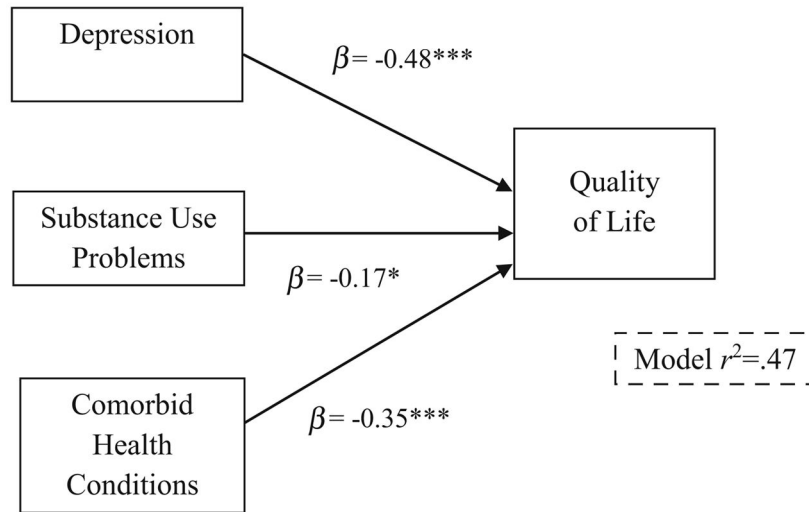 Depression
β= -0.48***
Quality
of Life
Substance Use
Problems
β= -0.17*
Model r²=.47
Comorbid
Health
Conditions
β= -0.35***